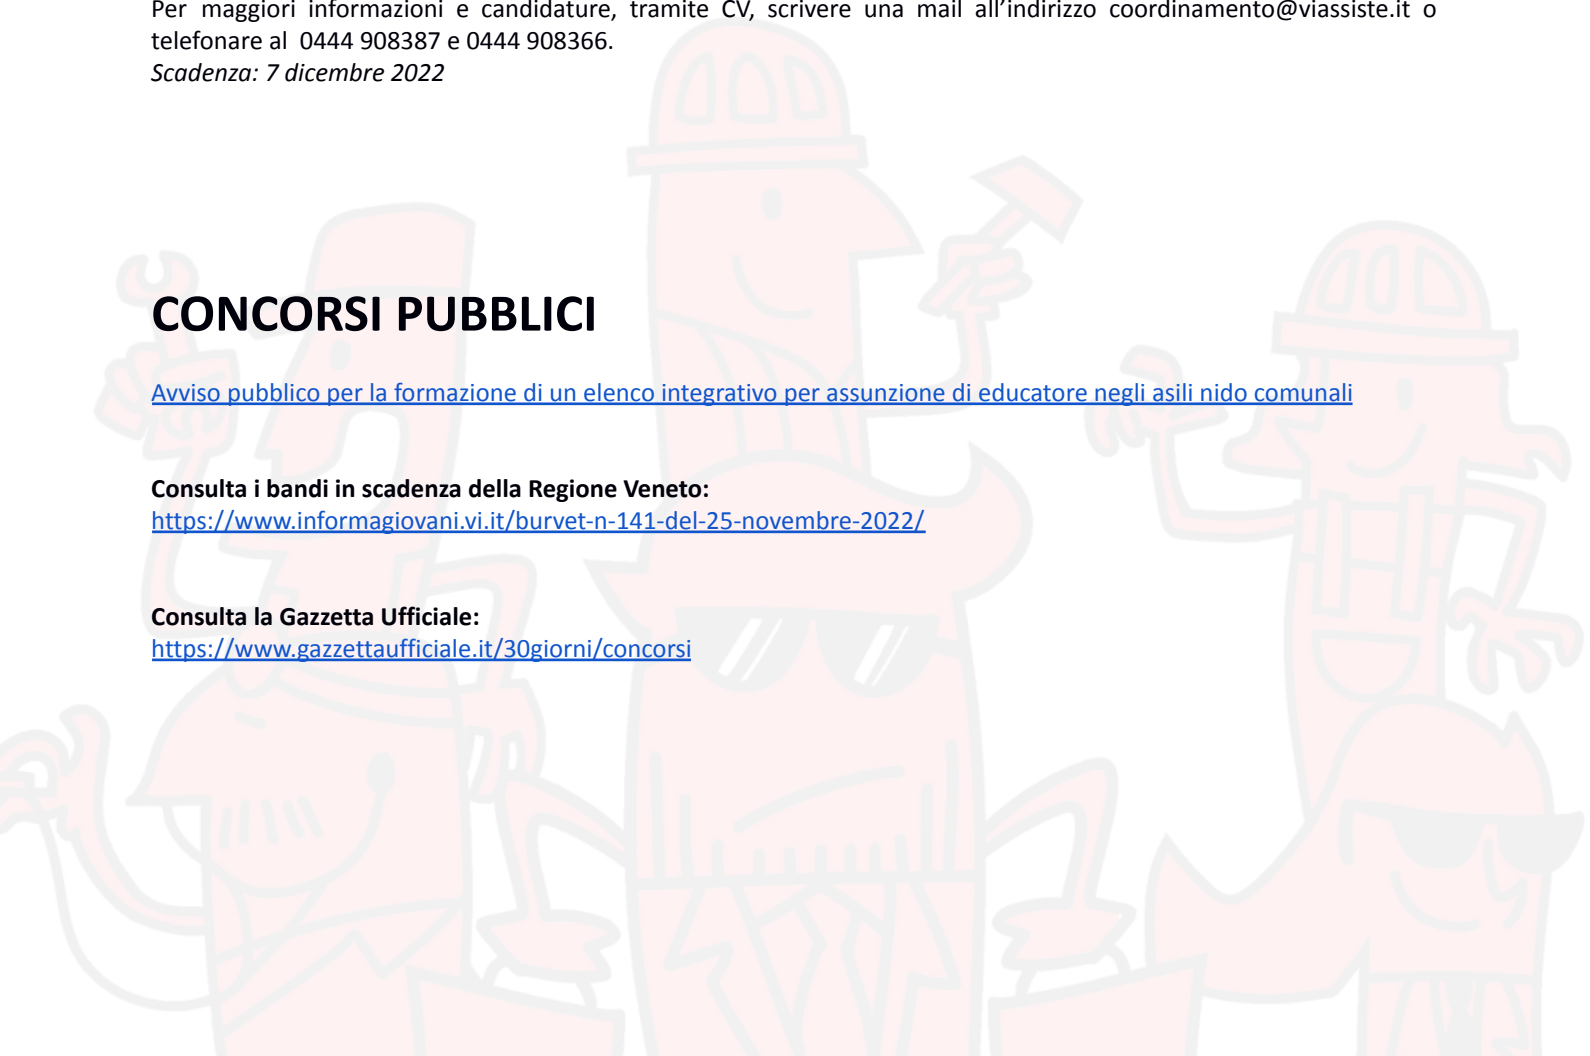 Per maggiori informazioni e candidature, tramite CV, scrivere una mail all'indirizzo coordinamento@viassiste.it o
telefonare al 0444 908387 e 0444 908366.
Scadenza: 7 dicembre 2022
CONCORSI PUBBLICI
Avviso pubblico per la formazione di un elenco integrativo per assunzione di educatore negli asili nido comunali
Consulta i bandi in scadenza della Regione Veneto:
https://www.informagiovani.vi.it/burvet-n-141-del-25-novembre-2022/
Consulta la Gazzetta Ufficiale:
https://www.gazzettaufficiale.it/30giorni/concorsi